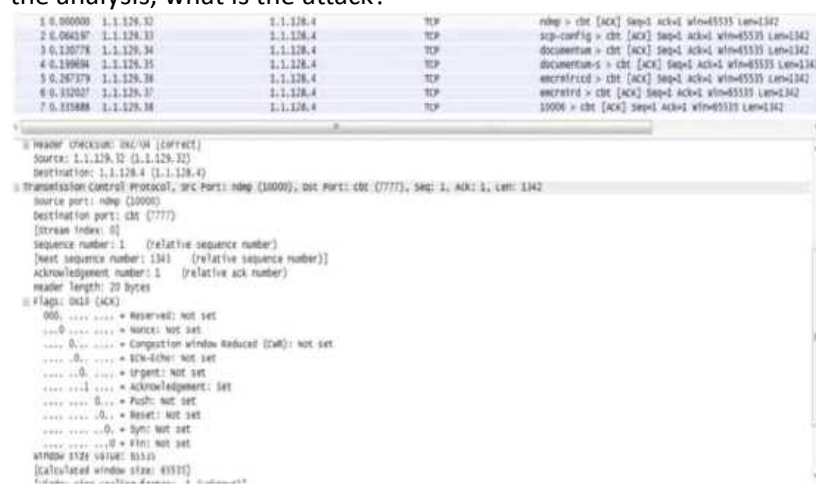 the analysis, what is the attack?
1 0.000000 1.1.129.32 1.1.128.4 TCP ndmp > cbt [ACK] Seq=1 Ack=1 Win=65535 Len=1342
2 0.064197 1.1.129.33 1.1.128.4 TCP scp-config > cbt [ACK] Seq=1 Ack=1 Win=65535 Len=1342
3 0.130778 1.1.129.34 1.1.128.4 TCP documentum > cbt [ACK] Seq=1 Ack=1 Win=65535 Len=1342
4 0.199694 1.1.129.35 1.1.128.4 TCP documentum-s > cbt [ACK] Seq=1 Ack=1 Win=65535 Len=134
5 0.267379 1.1.129.36 1.1.128.4 TCP emcrmirccd > cbt [ACK] Seq=1 Ack=1 Win=65535 Len=1342
6 0.332027 1.1.129.37 1.1.128.4 TCP emcrmird > cbt [ACK] Seq=1 Ack=1 Win=65535 Len=1342
7 0.335888 1.1.129.38 1.1.128.4 TCP 10006 > cbt [ACK] Seq=1 Ack=1 Win=65535 Len=1342
Header checksum: [correct]
Source: 1.1.129.32 (1.1.129.32)
Destination: 1.1.128.4 (1.1.128.4)
Transmission Control Protocol, Src Port: ndmp (10000), Dst Port: cbt (7777), Seq: 1, Ack: 1, Len: 1342
Source port: ndmp (10000)
Destination port: cbt (7777)
[Stream index: 0]
Sequence number: 1 (relative sequence number)
[Next sequence number: 1343 (relative sequence number)]
Acknowledgement number: 1 (relative ack number)
Header length: 20 bytes
Flags: 0x10 (ACK)
000. .... .... = Reserved: Not set
...0 .... .... = Nonce: Not set
.... 0... .... = Congestion Window Reduced (CWR): Not set
.... .0.. .... = ECN-Echo: Not set
.... ..0. .... = Urgent: Not set
.... ...1 .... = Acknowledgement: Set
.... .... 0... = Push: Not set
.... .... .0.. = Reset: Not set
.... .... ..0. = Syn: Not set
.... .... ...0 = Fin: Not set
Window size value: 65535
[Calculated window size: 65535]